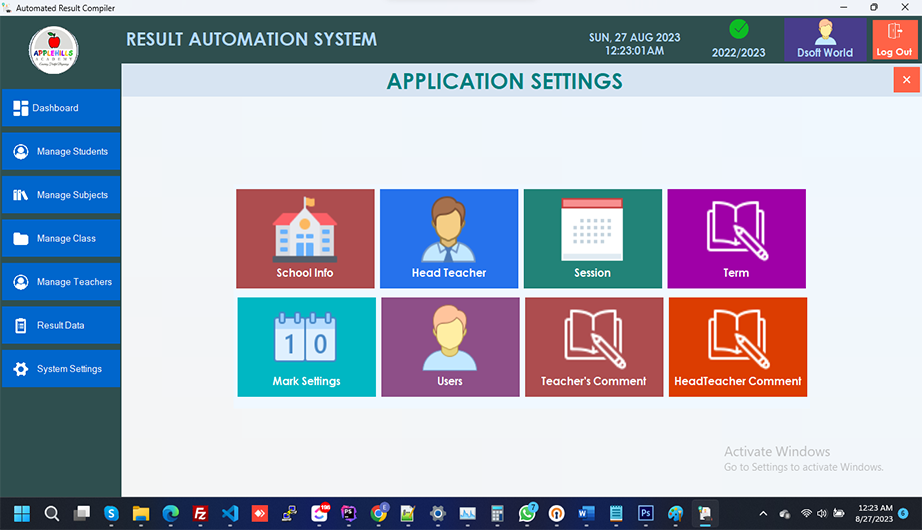 Automated Result Compiler
APPLEHILLS
ACADEMY
RESULT AUTOMATION SYSTEM
SUN, 27 AUG 2023
12:23:01AM
2022/2023
Dsoft World
Log Out
APPLICATION SETTINGS
Dashboard
Manage Students
Manage Subjects
Manage Class
Manage Teachers
Result Data
System Settings
School Info
Head Teacher
Session
Term
1 0
Mark Settings
Users
Teacher's Comment
HeadTeacher Comment
Activate Windows
Go to Settings to activate Windows.
12:23 AM
8/27/2023